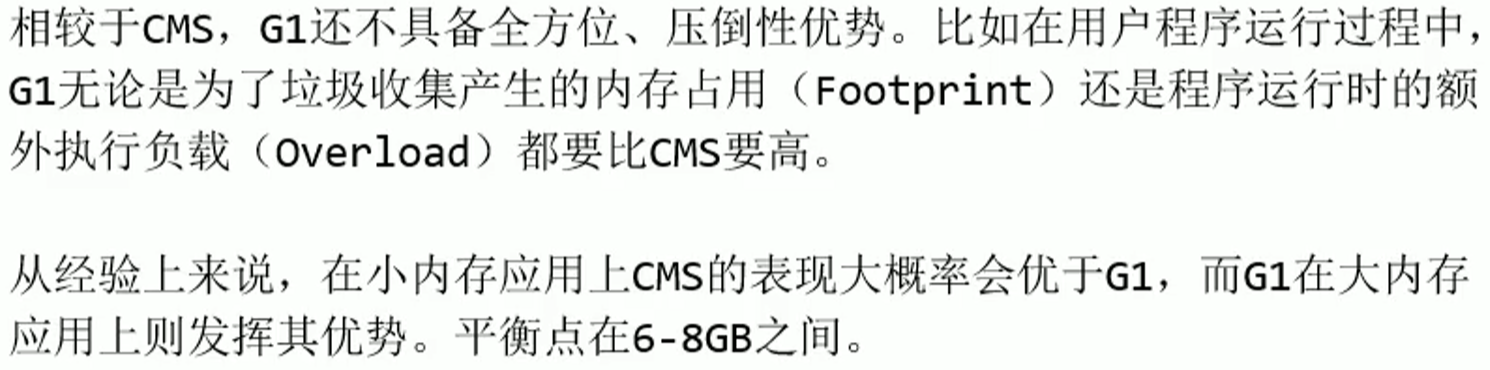 相较于CMS，G1还不具备全方位、压倒性优势。比如在用户程序运行过程中，
G1无论是为了垃圾收集产生的内存占用（Footprint）还是程序运行时的额
外执行负载（Overload）都要比CMS要高。
从经验上来说，在小内存应用上CMS的表现大概率会优于G1，而G1在大内存
应用上则发挥其优势。平衡点在6-8GB之间。